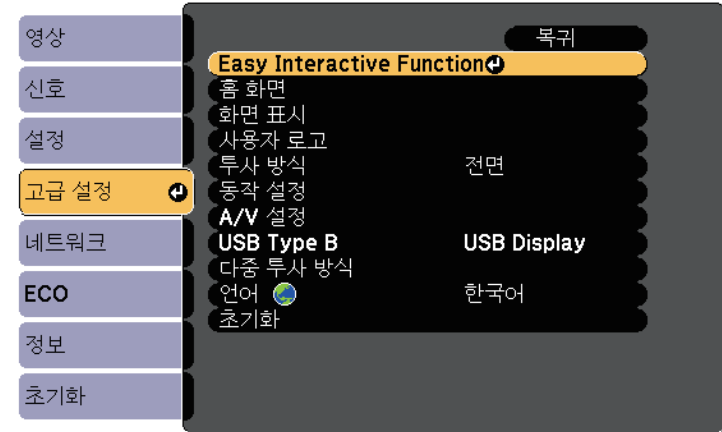 영상
신호
설정
고급 설정
네트워크
ECO
정보
초기화
복귀
Easy Interactive Function
홈 화면
화면 표시
사용자 로고
투사 방식 전면
동작 설정
A/V 설정
USB Type B USB Display
다중 투사 방식
언어 한국어
초기화